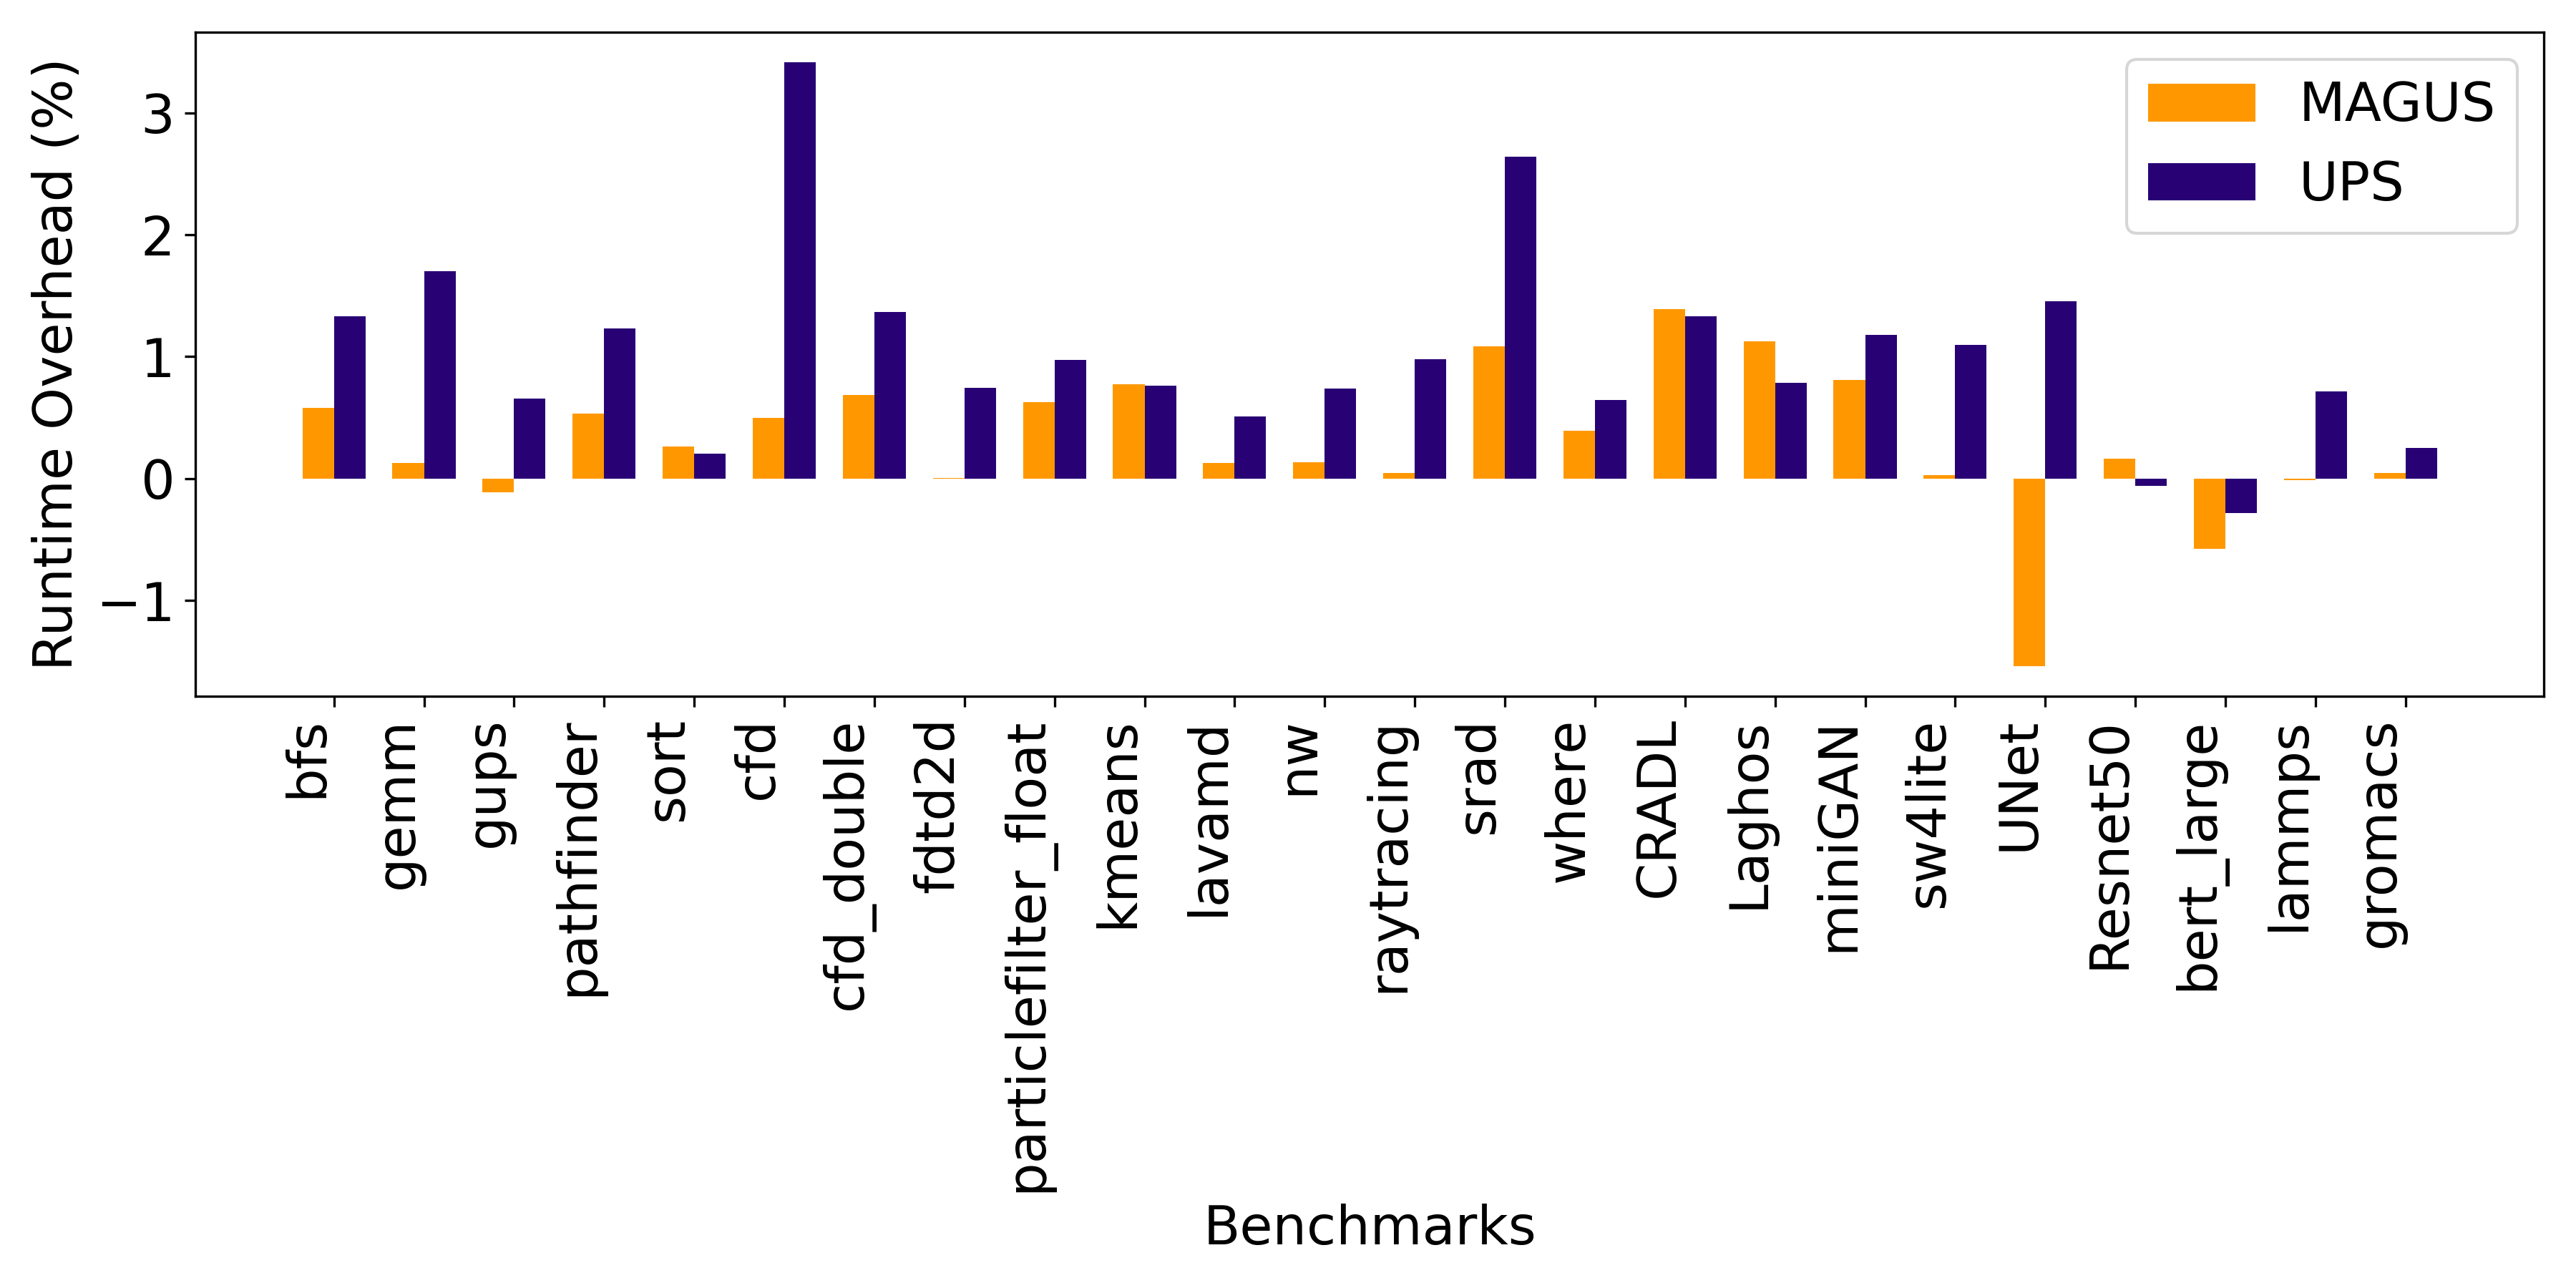 Runtime Overhead (%)
3
2
1
0
−1
MAGUS
UPS
bfs
gemm
gups
pathfinder
sort
cfd
cfd_double
fdtd2d
particlefilter_float
kmeans
lavamd
nw
raytracing
srad
where
CRADL
Laghos
miniGAN
sw4lite
UNet
Resnet50
bert_large
lammps
gromacs
Benchmarks